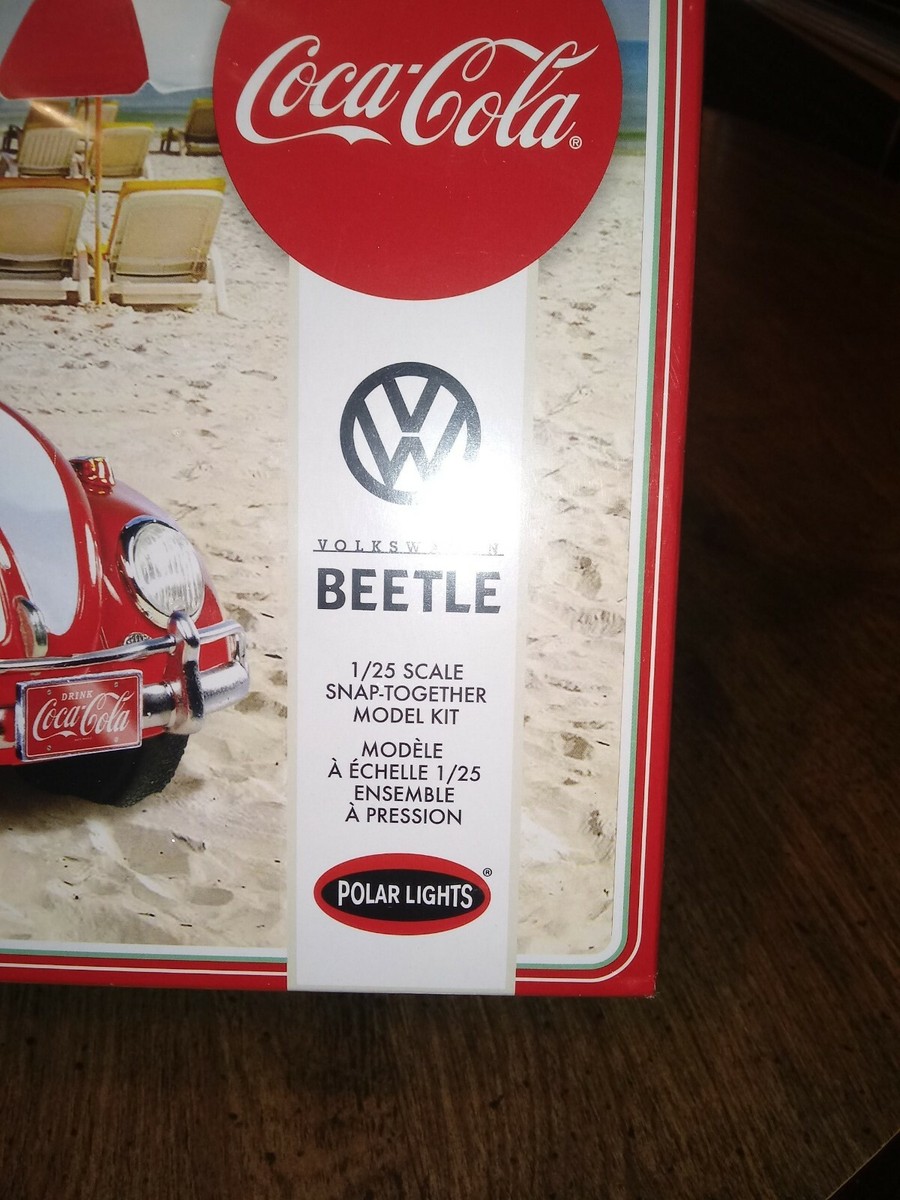 Coca-Cola®
VOLKSWAGEN
BEETLE
1/25 SCALE
SNAP-TOGETHER
MODEL KIT
MODÈLE
À ÉCHELLE 1/25
ENSEMBLE
À PRESSION
DRINK
Coca-Cola
POLAR LIGHTS®